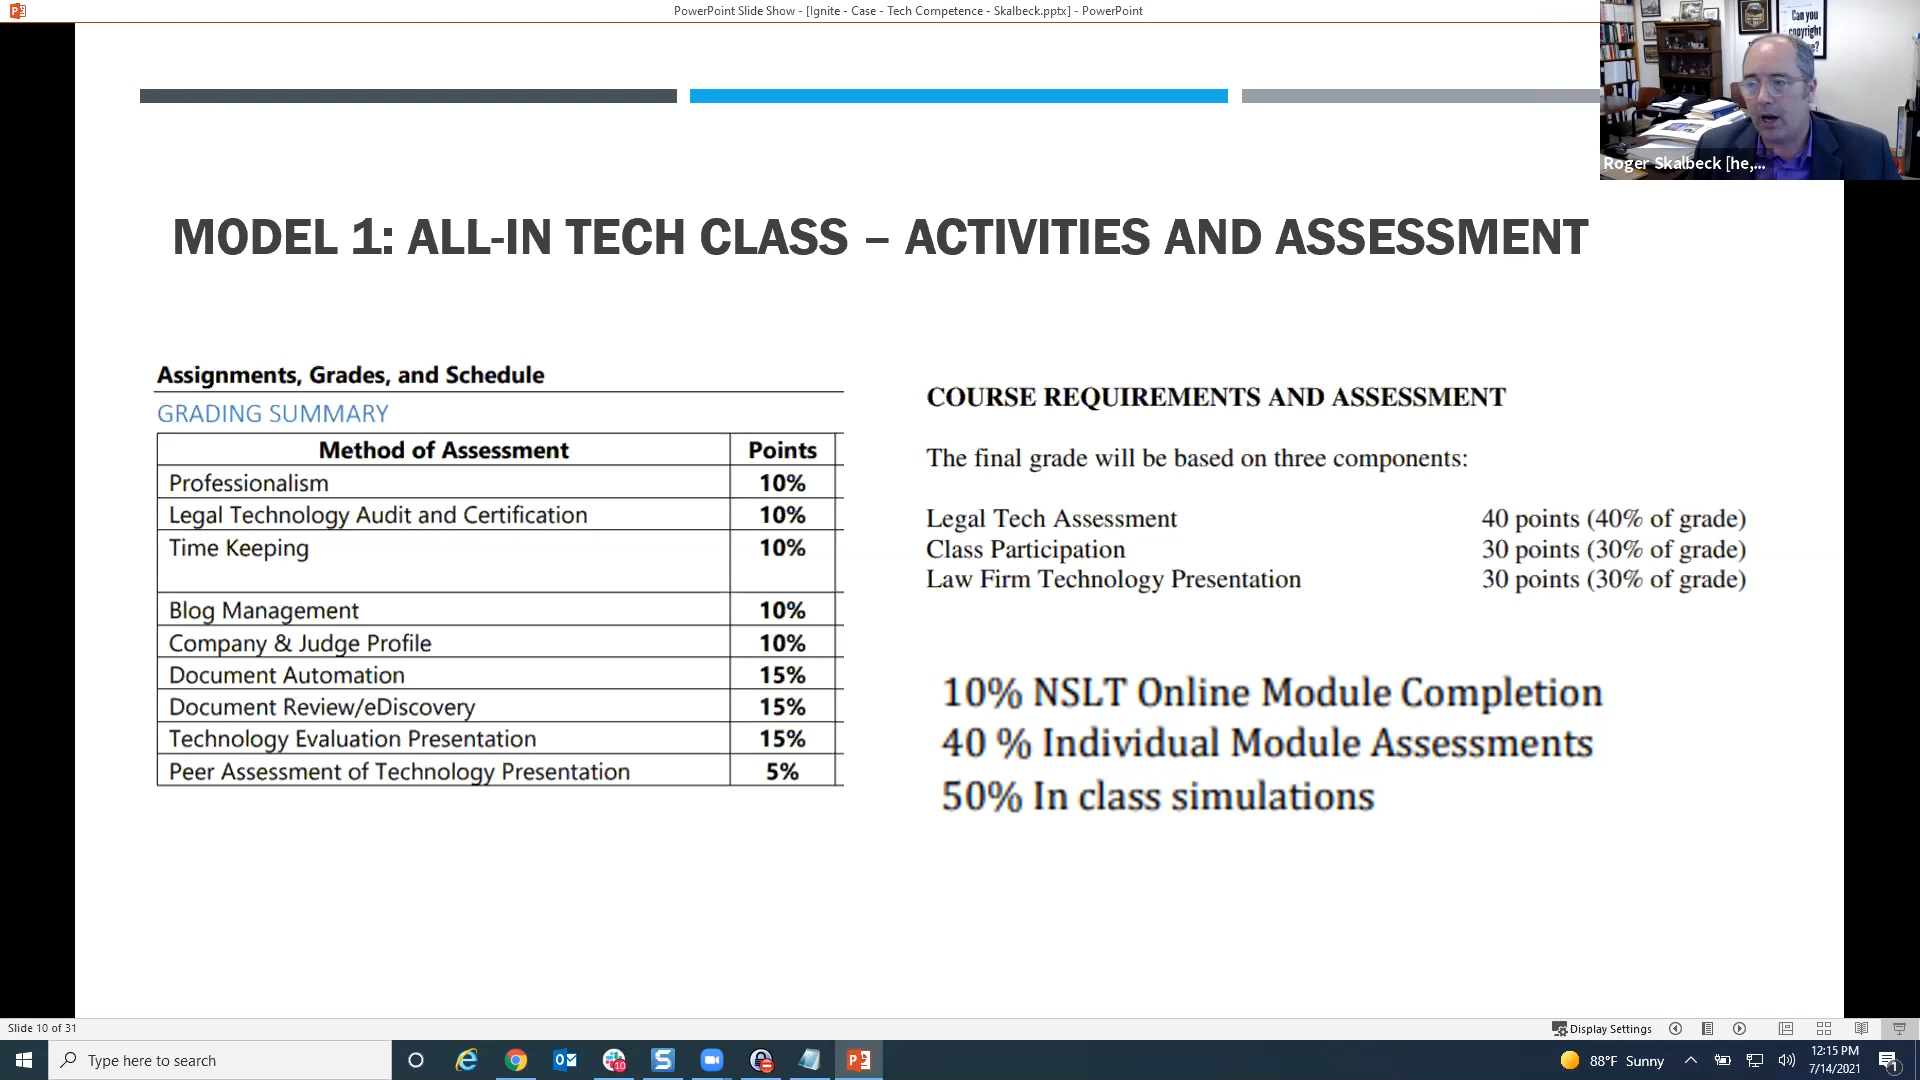 PowerPoint Slide Show - [Ignite - Case - Tech Competence - Skalbeck.pptx] - PowerPoint
Can you
copyright
Roger Skalbeck [he,...
MODEL 1: ALL-IN TECH CLASS – ACTIVITIES AND ASSESSMENT
Assignments, Grades, and Schedule
GRADING SUMMARY
Method of Assessment Points
Professionalism 10%
Legal Technology Audit and Certification 10%
Time Keeping 10%
Blog Management 10%
Company & Judge Profile 10%
Document Automation 15%
Document Review/eDiscovery 15%
Technology Evaluation Presentation 15%
Peer Assessment of Technology Presentation 5%
COURSE REQUIREMENTS AND ASSESSMENT
The final grade will be based on three components:
Legal Tech Assessment 40 points (40% of grade)
Class Participation 30 points (30% of grade)
Law Firm Technology Presentation 30 points (30% of grade)
10% NSLT Online Module Completion
40 % Individual Module Assessments
50% In class simulations
Slide 10 of 31
Display Settings
Type here to search
10
88°F Sunny
12:15 PM
7/14/2021
1